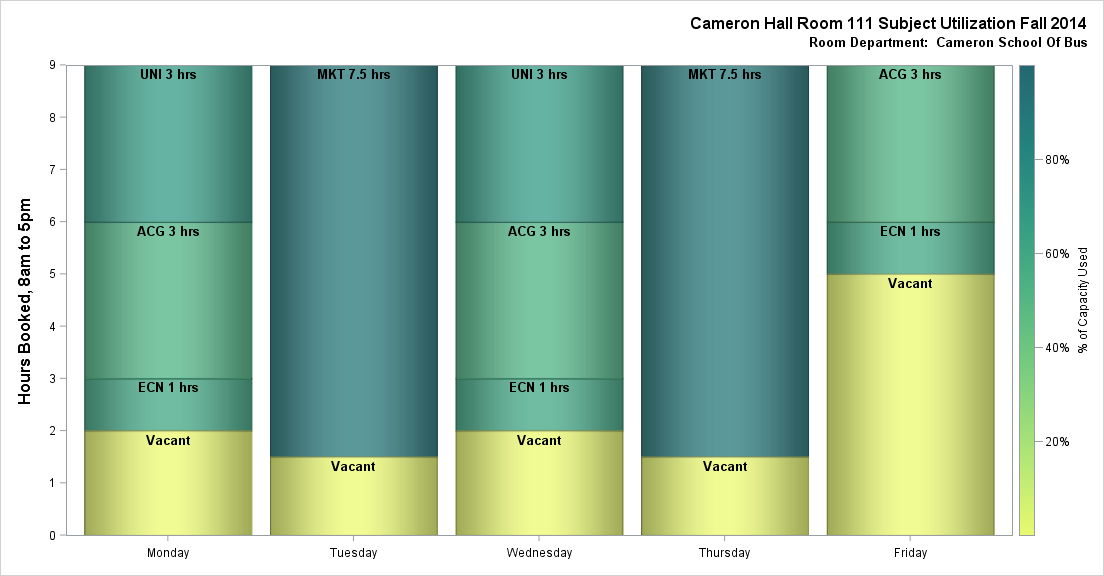 Cameron Hall Room 111 Subject Utilization Fall 2014
Room Department:  Cameron School Of Bus
Hours Booked, 8am to 5pm
9
8
7
6
5
4
3
2
1
0
UNI 3 hrs
ACG 3 hrs
ECN 1 hrs
Vacant
MKT 7.5 hrs
Vacant
UNI 3 hrs
ACG 3 hrs
ECN 1 hrs
Vacant
MKT 7.5 hrs
Vacant
ACG 3 hrs
ECN 1 hrs
Vacant
Monday
Tuesday
Wednesday
Thursday
Friday
80%
60%
40%
20%
% of Capacity Used